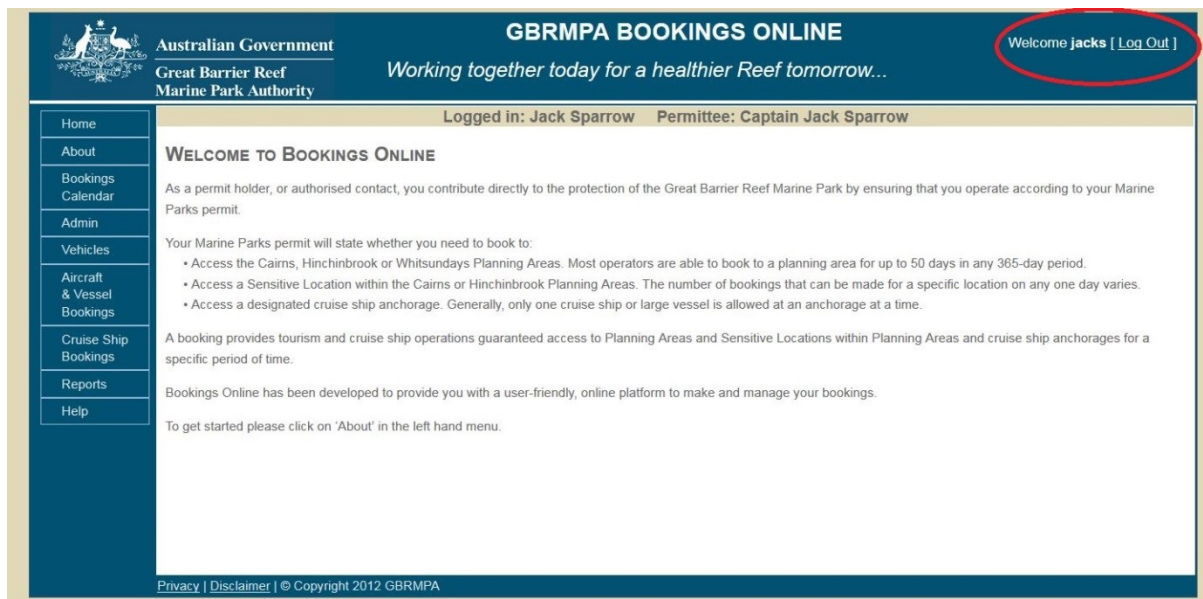 Australian Government
Great Barrier Reef
Marine Park Authority
GBRMPA BOOKINGS ONLINE
Working together today for a healthier Reef tomorrow...
Welcome jacks [ Log Out ]
Home
About
Bookings
Calendar
Admin
Vehicles
Aircraft
& Vessel
Bookings
Cruise Ship
Bookings
Reports
Help
Logged in: Jack Sparrow Permittee: Captain Jack Sparrow
WELCOME TO BOOKINGS ONLINE
As a permit holder, or authorised contact, you contribute directly to the protection of the Great Barrier Reef Marine Park by ensuring that you operate according to your Marine
Parks permit.
Your Marine Parks permit will state whether you need to book to:
• Access the Cairns, Hinchinbrook or Whitsundays Planning Areas. Most operators are able to book to a planning area for up to 50 days in any 365-day period.
• Access a Sensitive Location within the Cairns or Hinchinbrook Planning Areas. The number of bookings that can be made for a specific location on any one day varies.
• Access a designated cruise ship anchorage. Generally, only one cruise ship or large vessel is allowed at an anchorage at a time.
A booking provides tourism and cruise ship operations guaranteed access to Planning Areas and Sensitive Locations within Planning Areas and cruise ship anchorages for a
specific period of time.
Bookings Online has been developed to provide you with a user-friendly, online platform to make and manage your bookings.
To get started please click on 'About' in the left hand menu.
Privacy | Disclaimer | © Copyright 2012 GBRMPA